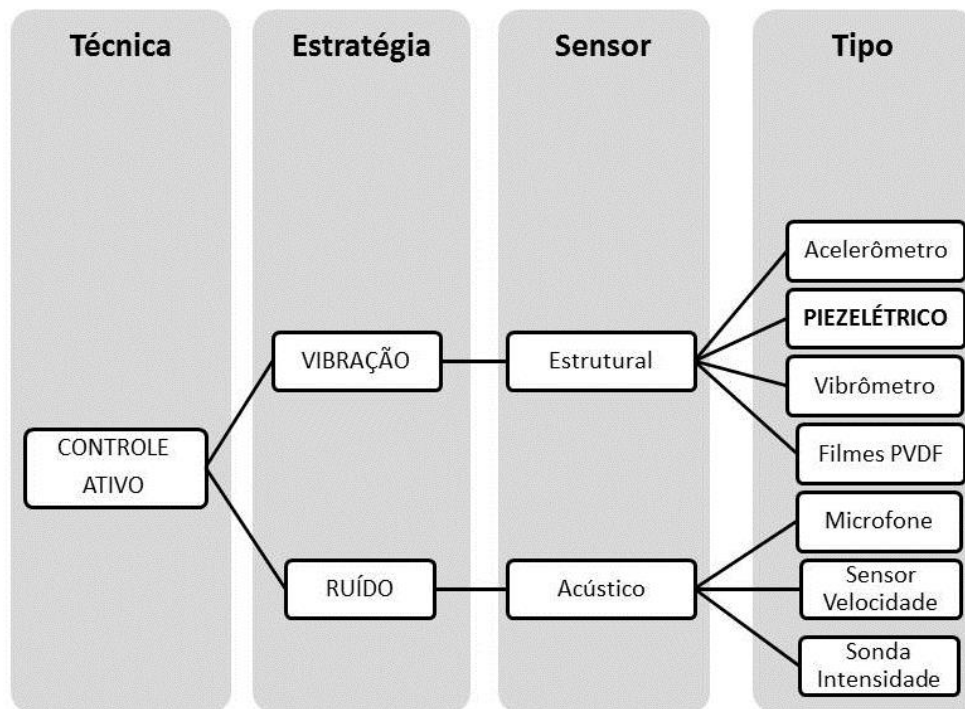 Técnica
Estratégia
Sensor
Tipo
CONTROLE
ATIVO
VIBRAÇÃO
RUÍDO
Estrutural
Acústico
Acelerômetro
PIEZELÉTRICO
Vibrômetro
Filmes PVDF
Microfone
Sensor
Velocidade
Sonda
Intensidade